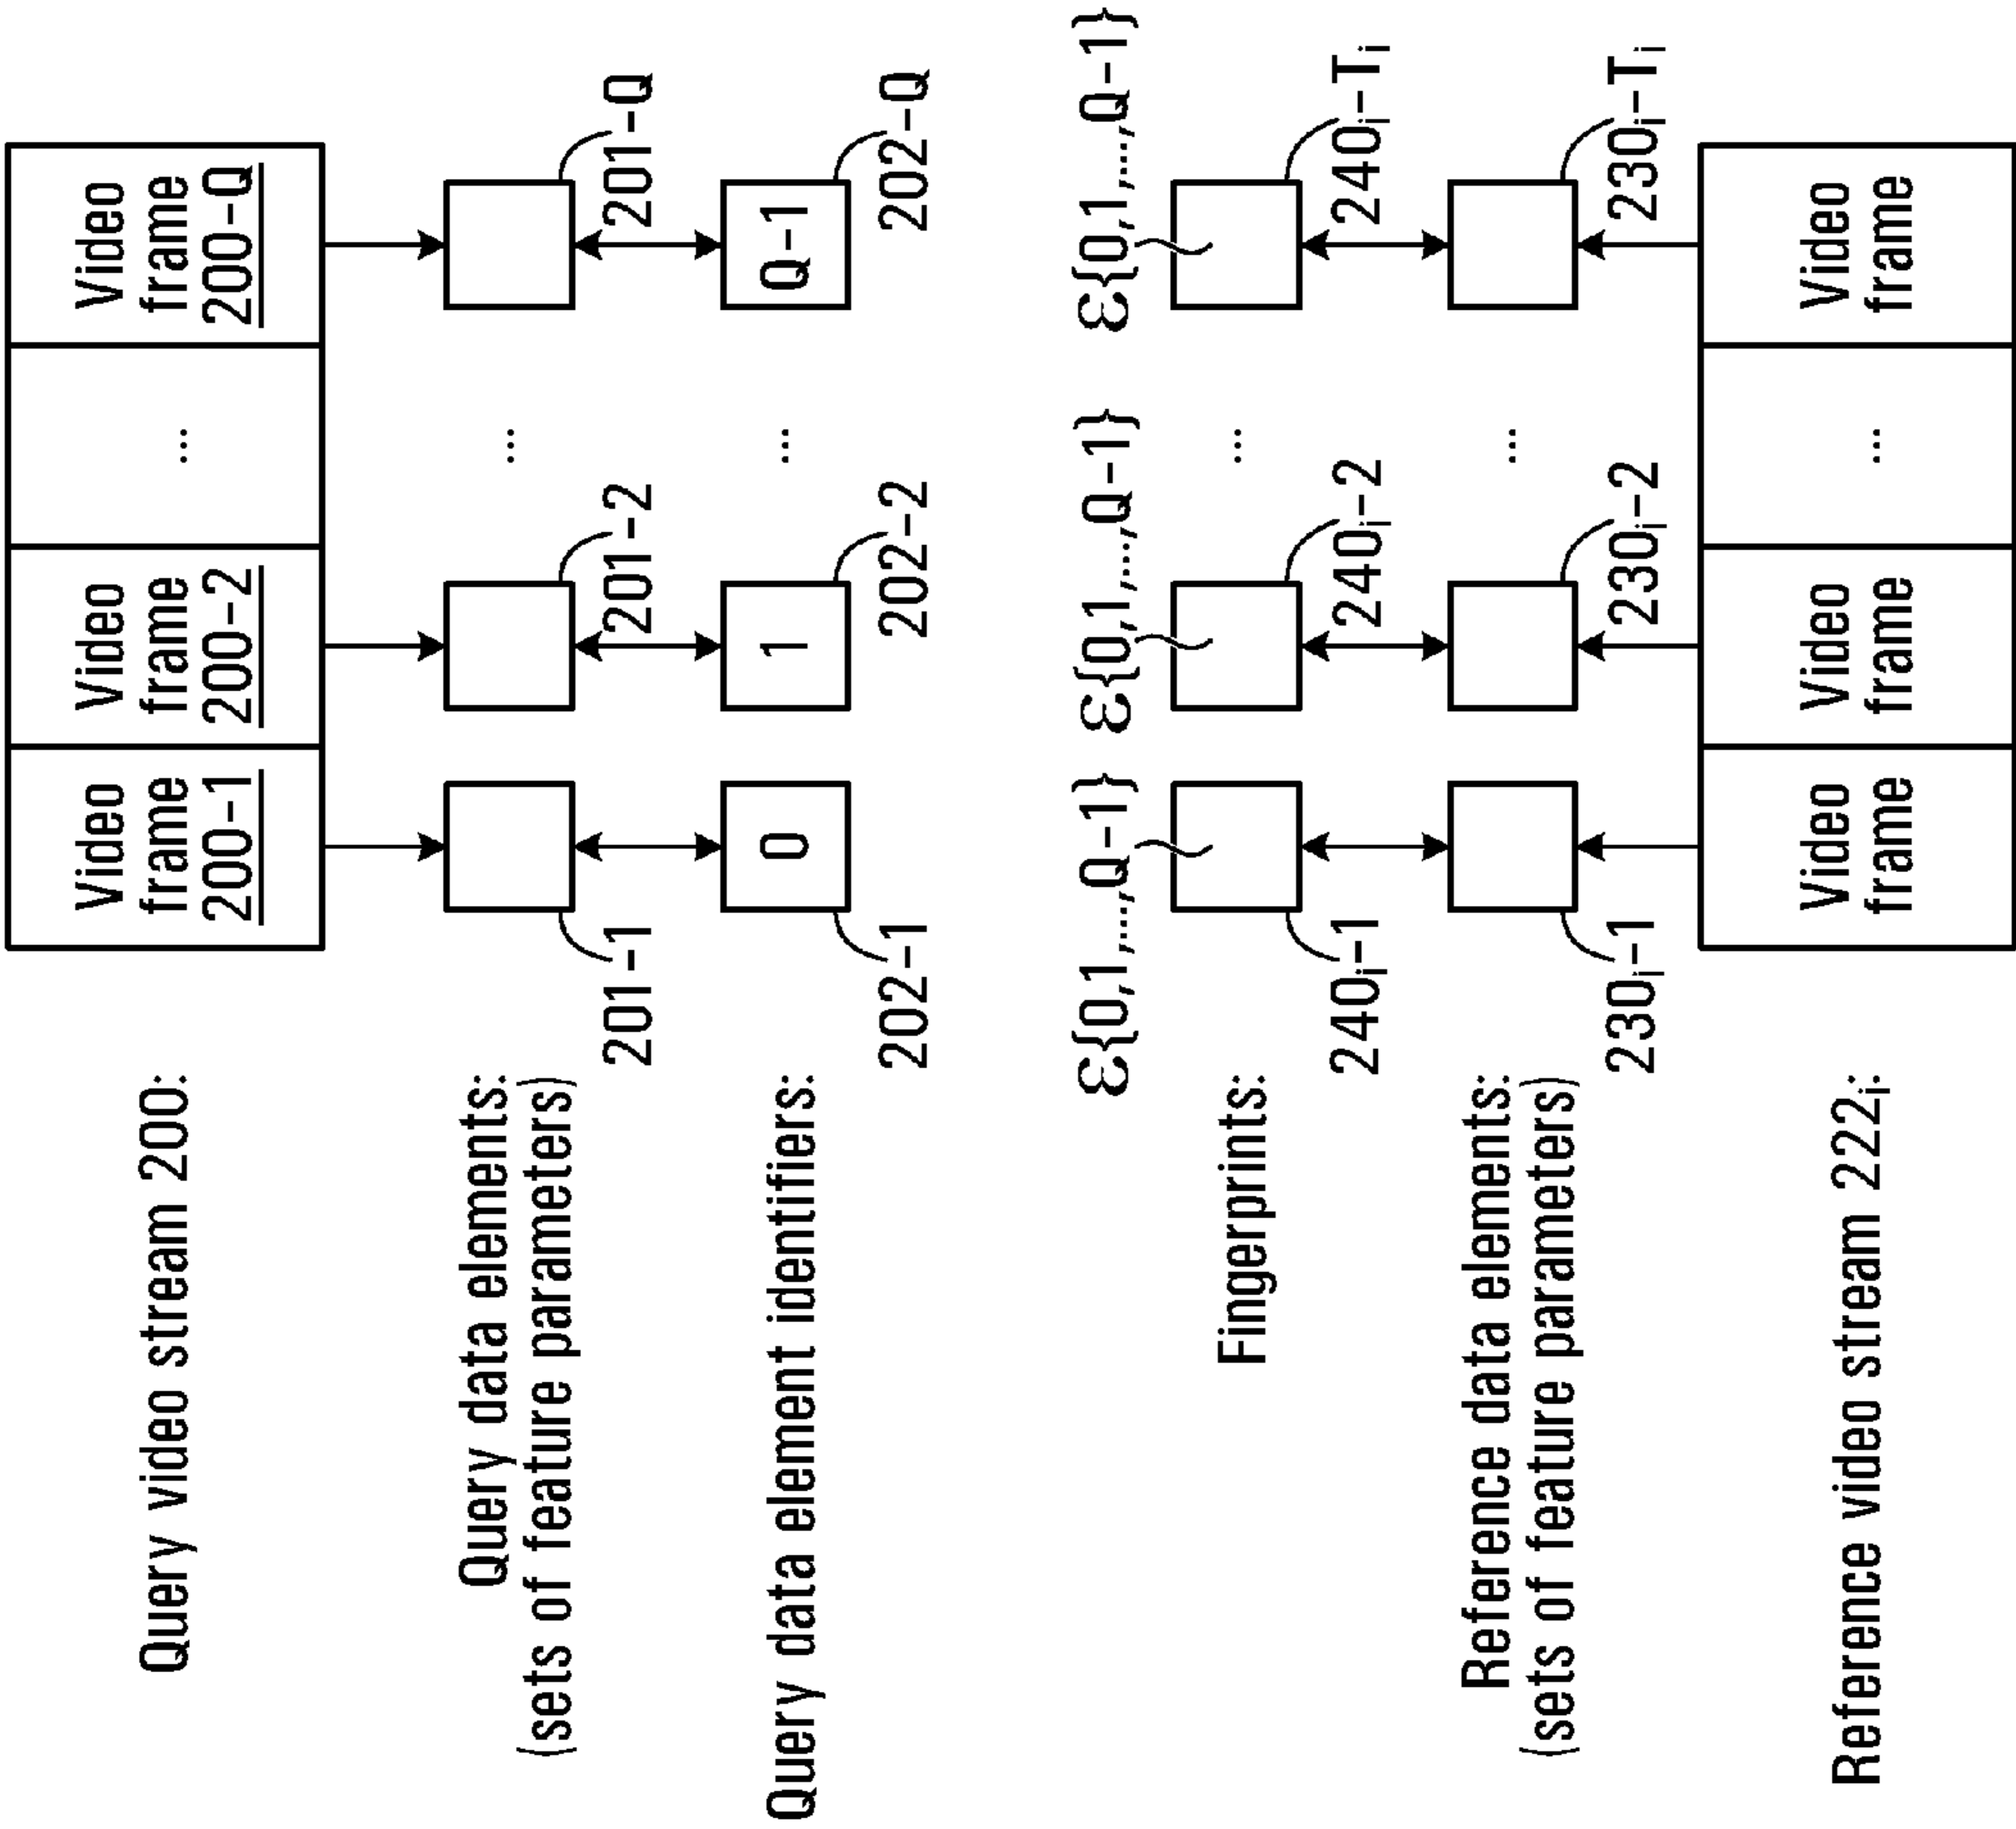 Query video stream 200:
Video frame 200-1
Video frame 200-2
...
Video frame 200-Q
Query data elements:
(sets of feature parameters)
...
201-1
201-2
201-Q
Query data element identifiers:
0
1
...
Q-1
202-1
202-2
202-Q
ε{0,1,...,Q-1}
ε{0,1,...,Q-1}
ε{0,1,...,Q-1}
Fingerprints:
...
240i-1
240i-2
240i-Ti
Reference data elements:
(sets of feature parameters)
...
230i-1
230i-2
230i-Ti
Reference video stream 222i:
Video frame
Video frame
...
Video frame